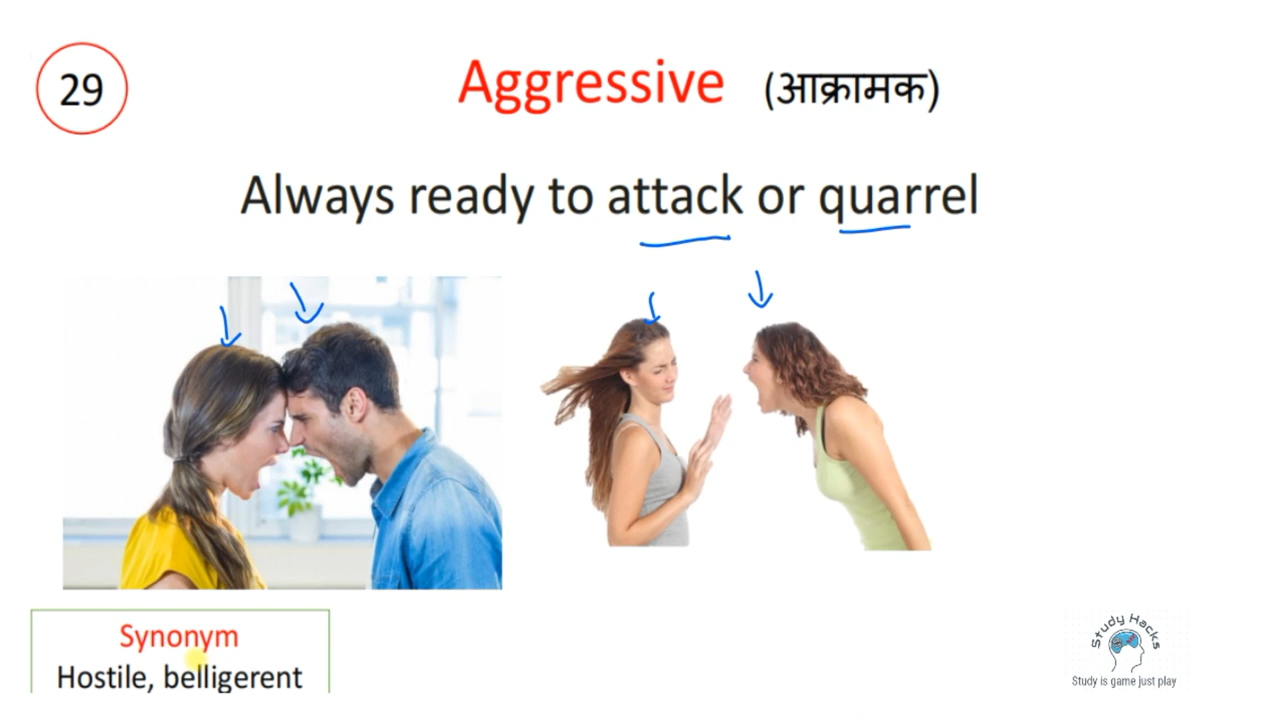 29
Aggressive (आक्रामक)
Always ready to attack or quarrel
Synonym
Hostile, belligerent
Study Hacks
Study is game just play